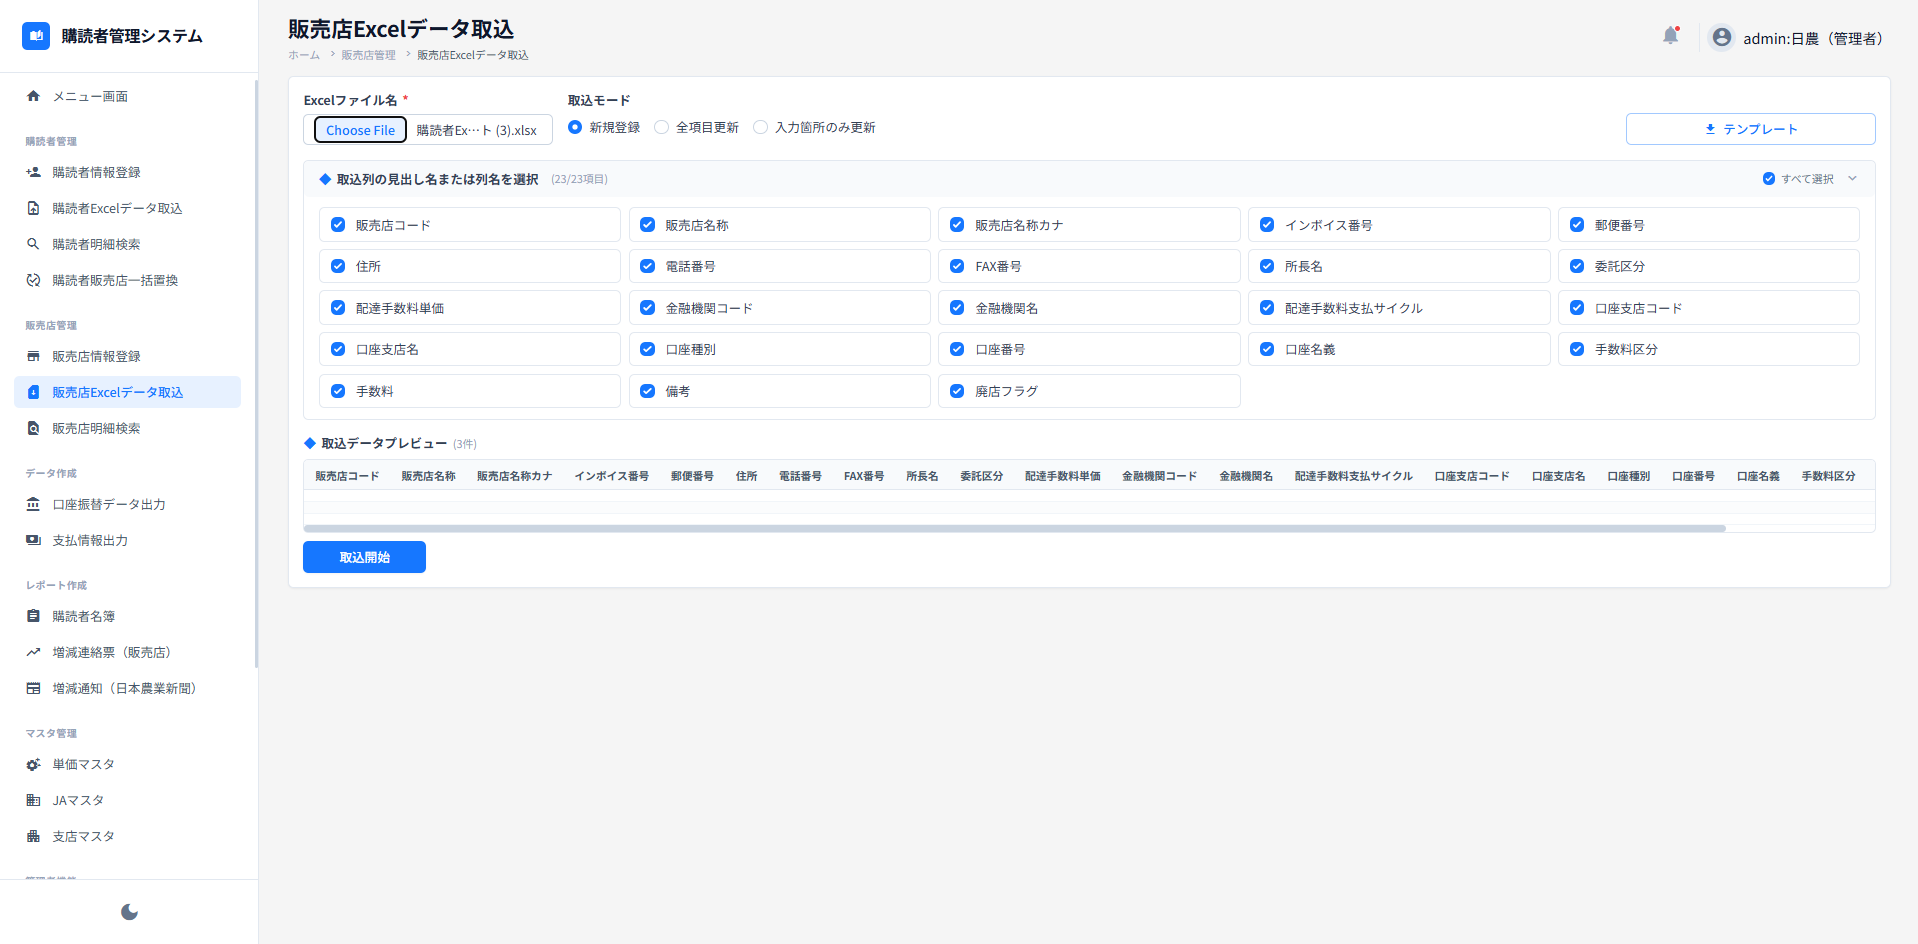 購読者管理システム
メニュー画面
購読者管理
購読者情報登録
購読者Excelデータ取込
購読者明細検索
購読者販売店一括置換
販売店管理
販売店情報登録
販売店Excelデータ取込
販売店明細検索
データ作成
口座振替データ出力
支払情報出力
レポート作成
購読者名簿
増減連絡票（販売店）
増減通知（日本農業新聞）
マスタ管理
単価マスタ
JAマスタ
支店マスタ
販売店Excelデータ取込
ホーム > 販売店管理 > 販売店Excelデータ取込
admin:日農（管理者）
Excelファイル名 *
Choose File 購読者Ex…ト (3).xlsx
取込モード
新規登録 全項目更新 入力箇所のみ更新
テンプレート
取込列の見出し名または列名を選択 (23/23項目)
すべて選択
販売店コード 販売店名称 販売店名称カナ インボイス番号 郵便番号
住所 電話番号 FAX番号 所長名 委託区分
配達手数料単価 金融機関コード 金融機関名 配達手数料支払サイクル 口座支店コード
口座支店名 口座種別 口座番号 口座名義 手数料区分
手数料 備考 廃店フラグ
取込データプレビュー (3件)
販売店コード 販売店名称 販売店名称カナ インボイス番号 郵便番号 住所 電話番号 FAX番号 所長名 委託区分 配達手数料単価 金融機関コード 金融機関名 配達手数料支払サイクル 口座支店コード 口座支店名 口座種別 口座番号 口座名義 手数料区分
取込開始